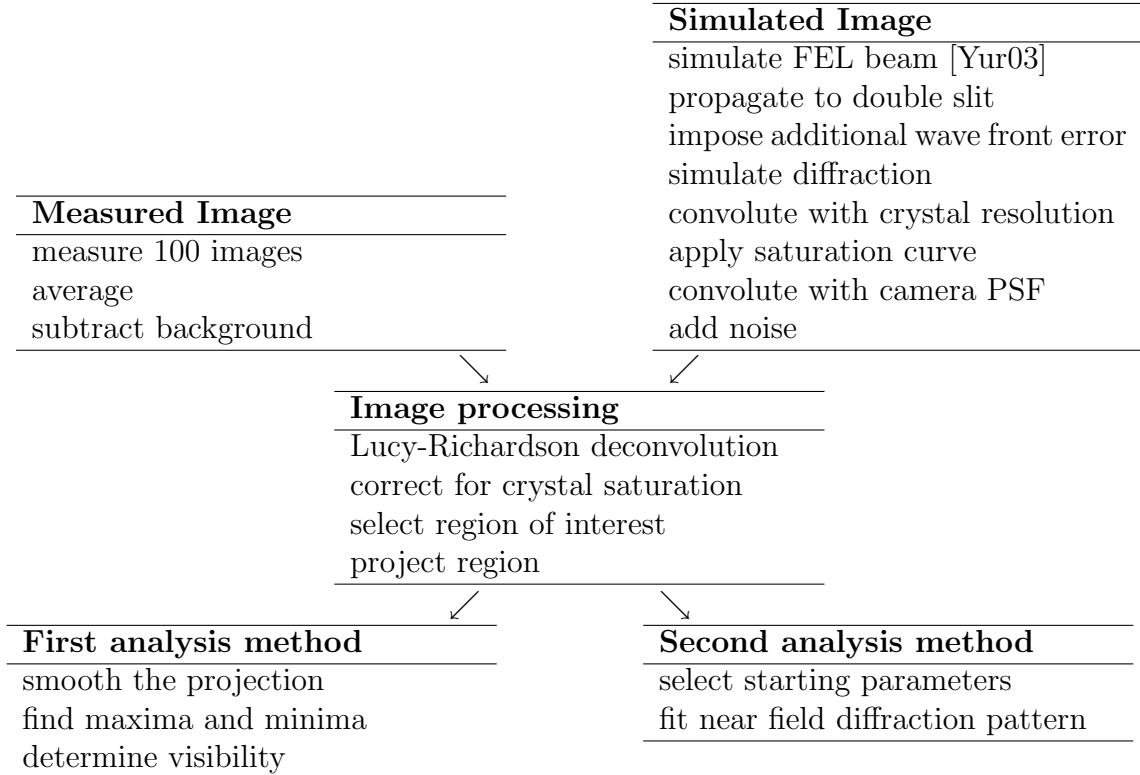 Simulated Image
simulate FEL beam [Yur03]
propagate to double slit
impose additional wave front error
simulate diffraction
convolute with crystal resolution
apply saturation curve
convolute with camera PSF
add noise
Measured Image
measure 100 images
average
subtract background
Image processing
Lucy-Richardson deconvolution
correct for crystal saturation
select region of interest
project region
First analysis method
smooth the projection
find maxima and minima
determine visibility
Second analysis method
select starting parameters
fit near field diffraction pattern